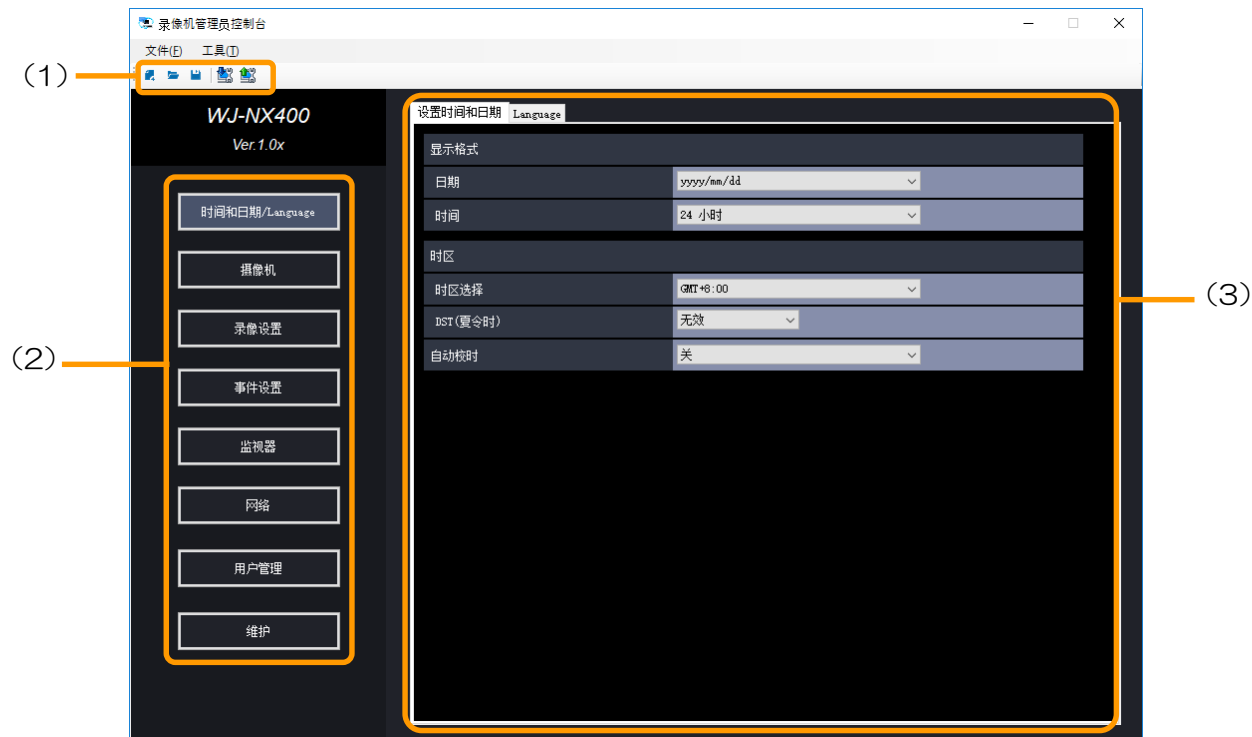 录像机管理员控制台
文件(F) 工具(T)
(1)
WJ-NX400
Ver.1.0x
(2)
时间和日期/Language
摄像机
录像设置
事件设置
监视器
网络
用户管理
维护
(3)
设置时间和日期 Language
显示格式
日期 yyyy/mm/dd
时间 24 小时
时区
时区选择 GMT+8:00
DST(夏令时) 无效
自动校时 关